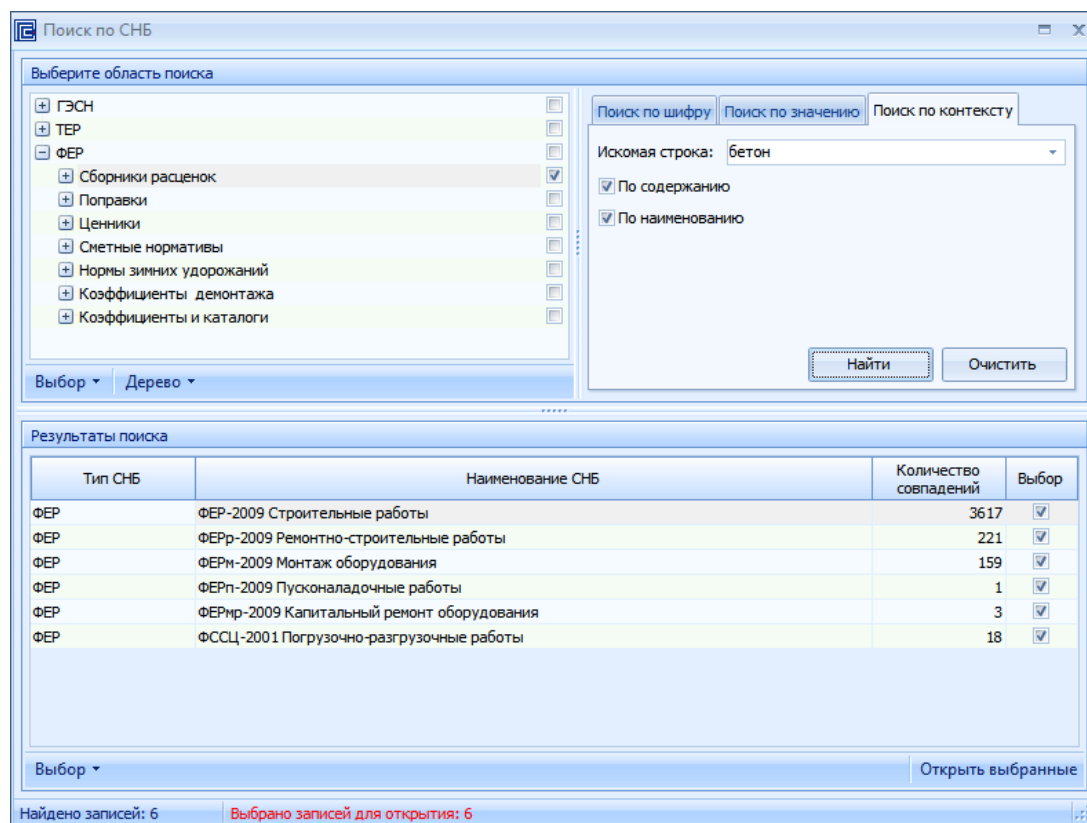 Поиск по СНБ
Выберите область поиска
ГЭСН
ТЕР
ФЕР
Сборники расценок
Поправки
Ценники
Сметные нормативы
Нормы зимних удорожаний
Коэффициенты демонтажа
Коэффициенты и каталоги
Выбор Дерево
Поиск по шифру Поиск по значению Поиск по контексту
Искомая строка: бетон
По содержанию
По наименованию
Найти Очистить
Результаты поиска
Тип СНБ Наименование СНБ Количество совпадений Выбор
ФЕР ФЕР-2009 Строительные работы 3617
ФЕР ФЕРр-2009 Ремонтно-строительные работы 221
ФЕР ФЕРм-2009 Монтаж оборудования 159
ФЕР ФЕРп-2009 Пусконаладочные работы 1
ФЕР ФЕРмр-2009 Капитальный ремонт оборудования 3
ФЕР ФССЦ-2001 Погрузочно-разгрузочные работы 18
Выбор Открыть выбранные
Найдено записей: 6 Выбрано записей для открытия: 6